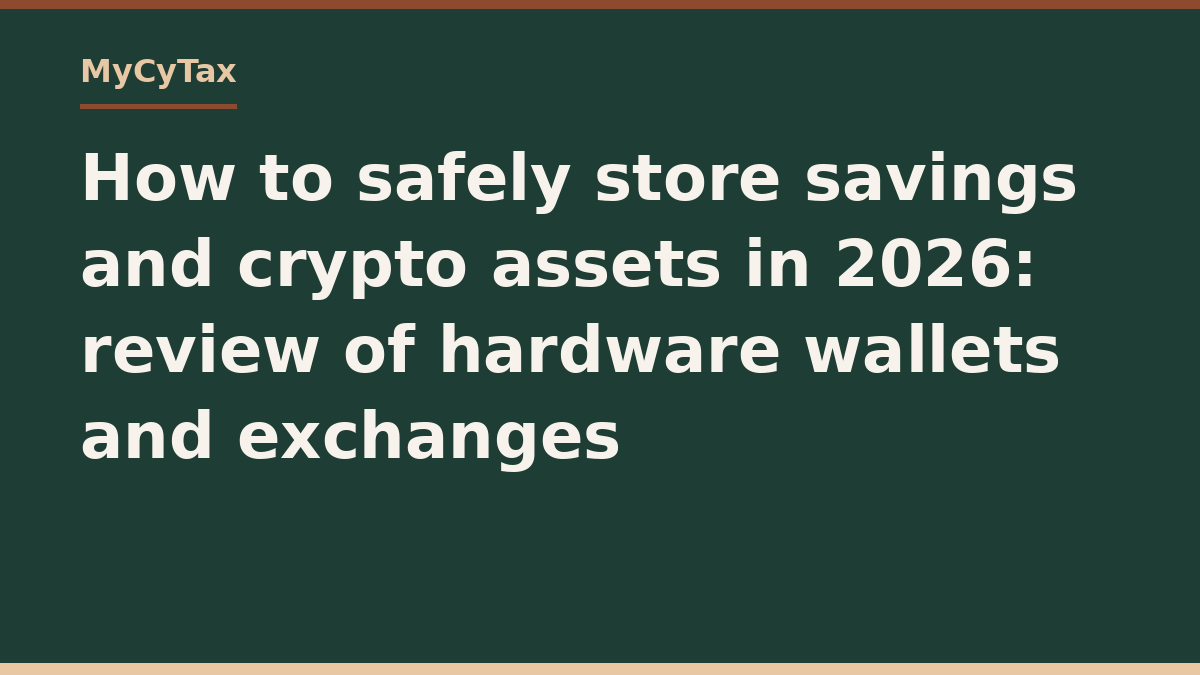 MyCyTax
How to safely store savings
and crypto assets in 2026:
review of hardware wallets
and exchanges